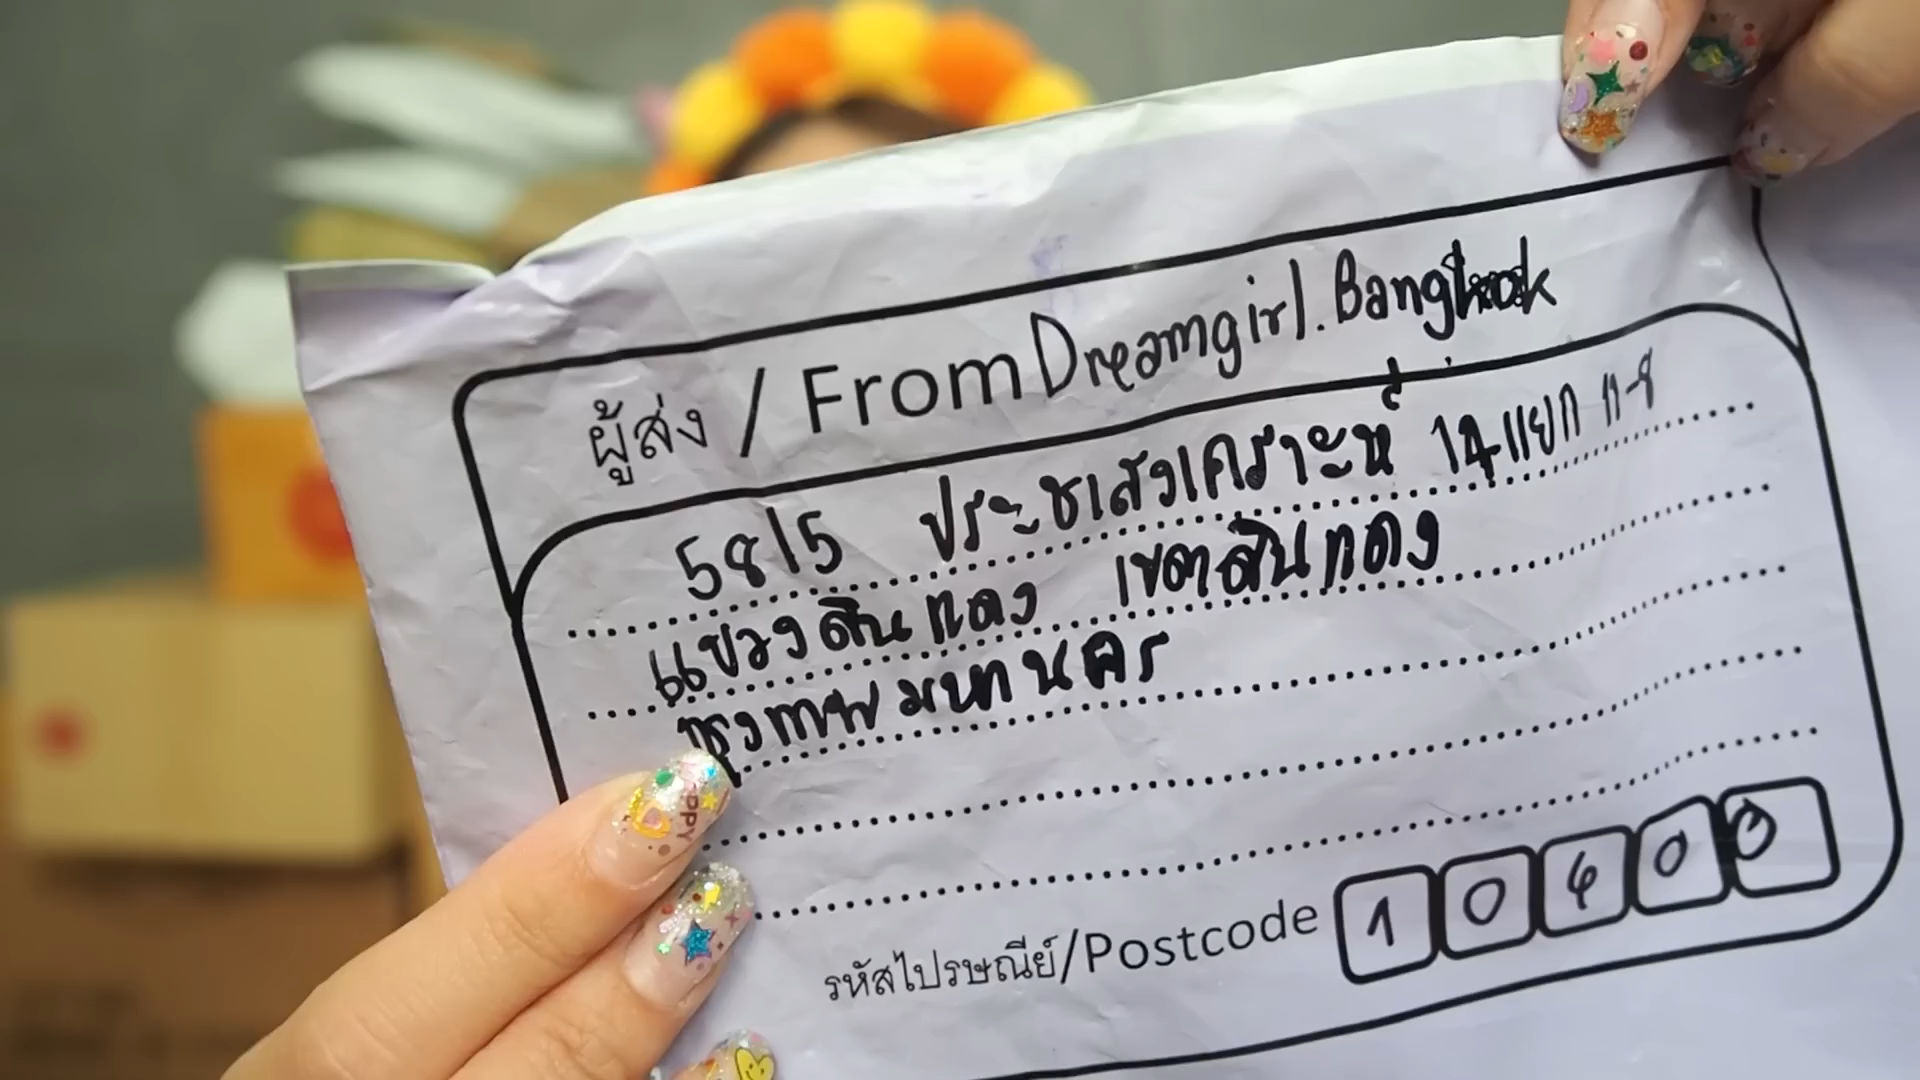 ผู้ส่ง / From Dreamgirl.Bangkok
58/5 ประชาสงเคราะห์ 14 แยก 11-8
แขวงดินแดง เขตดินแดง
กรุงเทพมหานคร
รหัสไปรษณีย์/Postcode 10400